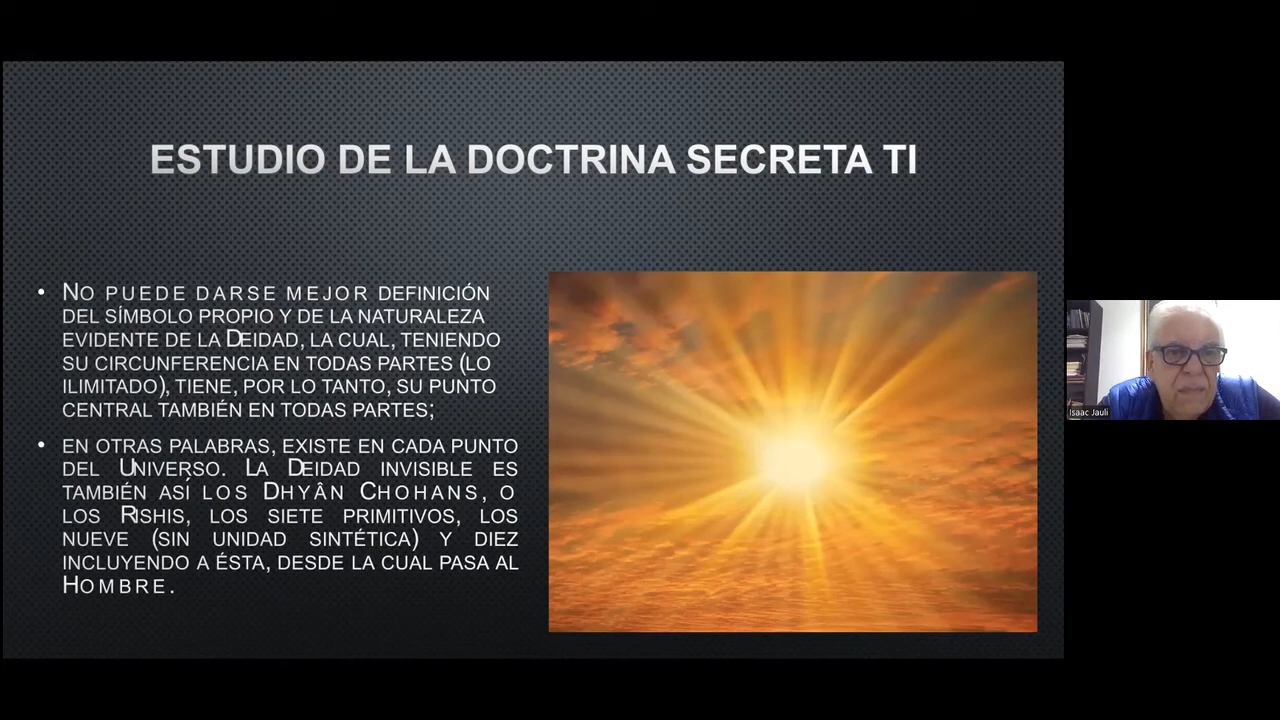 ESTUDIO DE LA DOCTRINA SECRETA TI
• NO PUEDE DARSE MEJOR DEFINICIÓN
DEL SÍMBOLO PROPIO Y DE LA NATURALEZA
EVIDENTE DE LA DEIDAD, LA CUAL, TENIENDO
SU CIRCUNFERENCIA EN TODAS PARTES (LO
ILIMITADO), TIENE, POR LO TANTO, SU PUNTO
CENTRAL TAMBIÉN EN TODAS PARTES;
• EN OTRAS PALABRAS, EXISTE EN CADA PUNTO
DEL UNIVERSO. LA DEIDAD INVISIBLE ES
TAMBIÉN ASÍ LOS DHYÂN CHOHANS, O
LOS RISHIS, LOS SIETE PRIMITIVOS, LOS
NUEVE (SIN UNIDAD SINTÉTICA) Y DIEZ
INCLUYENDO A ÉSTA, DESDE LA CUAL PASA AL
HOMBRE.
Isaac Jauli